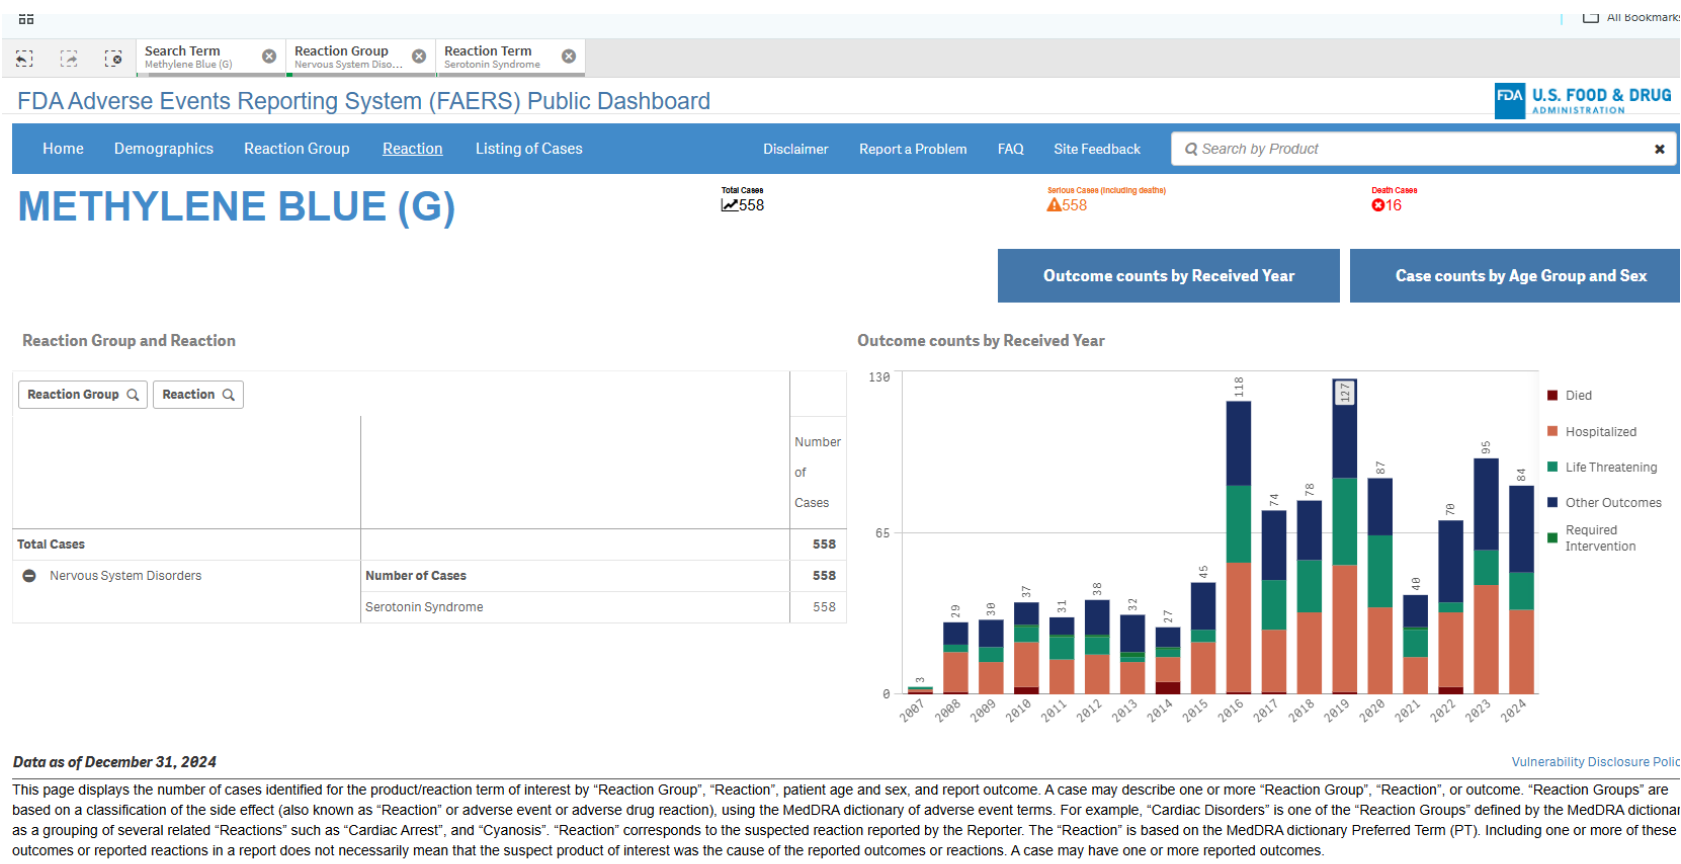 All Bookmarks
Search Term
Methylene Blue (G)
Reaction Group
Nervous System Diso...
Reaction Term
Serotonin Syndrome
FDA Adverse Events Reporting System (FAERS) Public Dashboard
FDA U.S. FOOD & DRUG
ADMINISTRATION
Home Demographics Reaction Group Reaction Listing of Cases Disclaimer Report a Problem FAQ Site Feedback Search by Product
METHYLENE BLUE (G)
Total Cases
558
Serious Cases (Including deaths)
558
Death Cases
16
Outcome counts by Received Year
Case counts by Age Group and Sex
Reaction Group and Reaction
Reaction Group Reaction
Number
of
Cases
Total Cases 558
Nervous System Disorders Number of Cases 558
Serotonin Syndrome 558
Outcome counts by Received Year
130
65
0
3
29
30
37
31
38
32
27
45
118
74
78
127
87
40
70
95
84
2007 2008 2009 2010 2011 2012 2013 2014 2015 2016 2017 2018 2019 2020 2021 2022 2023 2024
Died
Hospitalized
Life Threatening
Other Outcomes
Required
Intervention
Data as of December 31, 2024
Vulnerability Disclosure Polic
This page displays the number of cases identified for the product/reaction term of interest by “Reaction Group”, “Reaction”, patient age and sex, and report outcome. A case may describe one or more “Reaction Group”, “Reaction”, or outcome. “Reaction Groups” are
based on a classification of the side effect (also known as “Reaction” or adverse event or adverse drug reaction), using the MedDRA dictionary of adverse event terms. For example, “Cardiac Disorders” is one of the “Reaction Groups” defined by the MedDRA dictionar
as a grouping of several related “Reactions” such as “Cardiac Arrest”, and “Cyanosis”. “Reaction” corresponds to the suspected reaction reported by the Reporter. The “Reaction” is based on the MedDRA dictionary Preferred Term (PT). Including one or more of these
outcomes or reported reactions in a report does not necessarily mean that the suspect product of interest was the cause of the reported outcomes or reactions. A case may have one or more reported outcomes.